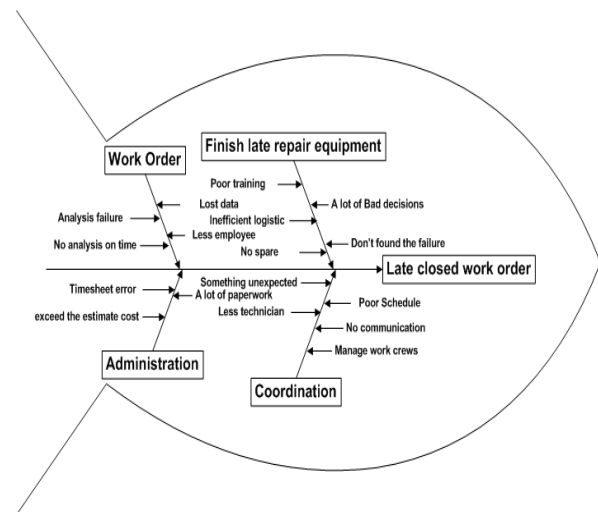 Finish late repair equipment
Work Order
Poor training
Lost data
A lot of Bad decisions
Analysis failure
Inefficient logistic
Less employee
No analysis on time
Don't found the failure
No spare
Late closed work order
Something unexpected
Timesheet error
A lot of paperwork
Poor Schedule
Less technician
exceed the estimate cost
No communication
Manage work crews
Administration
Coordination